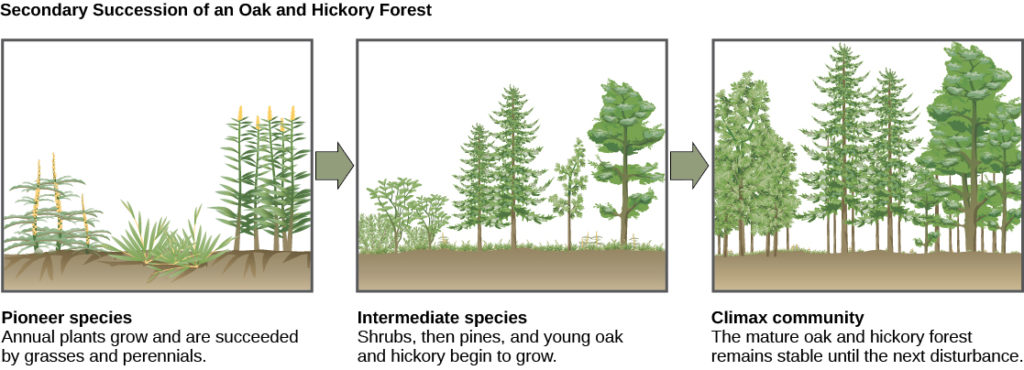 Secondary Succession of an Oak and Hickory Forest
Pioneer species
Annual plants grow and are succeeded
by grasses and perennials.
Intermediate species
Shrubs, then pines, and young oak
and hickory begin to grow.
Climax community
The mature oak and hickory forest
remains stable until the next disturbance.